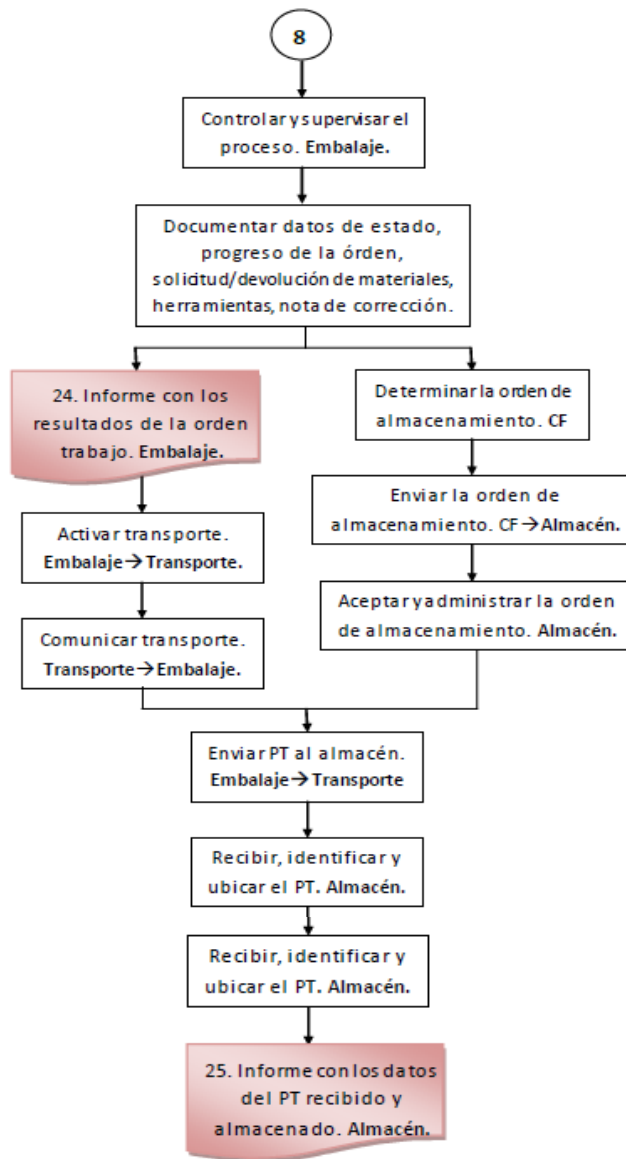 8
Controlar y supervisar el
proceso. Embalaje.
Documentar datos de estado,
progreso de la órden,
solicitud/devolución de materiales,
herramientas, nota de corrección.
24. Informe con los
resultados de la orden
trabajo. Embalaje.
Activar transporte.
Embalaje→Transporte.
Comunicar transporte.
Transporte→Embalaje.
Determinar la orden de
almacenamiento. CF
Enviar la orden de
almacenamiento. CF→Almacén.
Aceptar y administrar la orden
de almacenamiento. Almacén.
Enviar PT al almacén.
Embalaje→Transporte
Recibir, identificar y
ubicar el PT. Almacén.
Recibir, identificar y
ubicar el PT. Almacén.
25. Informe con los datos
del PT recibido y
almacenado. Almacén.